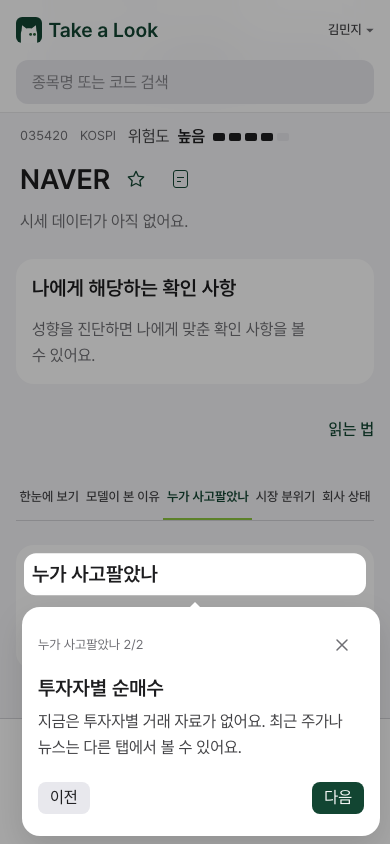 Take a Look
김민지
종목명 또는 코드 검색
035420 KOSPI 위험도 높음
NAVER
시세 데이터가 아직 없어요.
나에게 해당하는 확인 사항
성향을 진단하면 나에게 맞춘 확인 사항을 볼
수 있어요.
읽는 법
한눈에 보기 모델이 본 이유 누가 사고팔았나 시장 분위기 회사 상태
누가 사고팔았나
누가 사고팔았나 2/2
투자자별 순매수
지금은 투자자별 거래 자료가 없어요. 최근 주가나
뉴스는 다른 탭에서 볼 수 있어요.
이전 다음